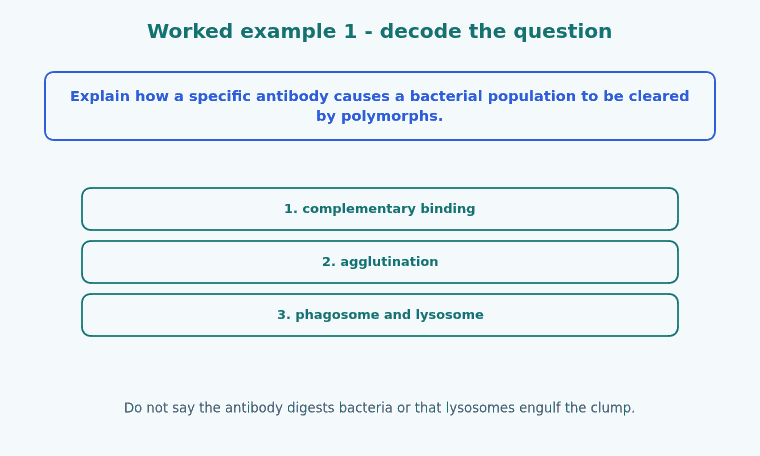 Worked example 1 - decode the question
Explain how a specific antibody causes a bacterial population to be cleared
by polymorphs.
1. complementary binding
2. agglutination
3. phagosome and lysosome
Do not say the antibody digests bacteria or that lysosomes engulf the clump.